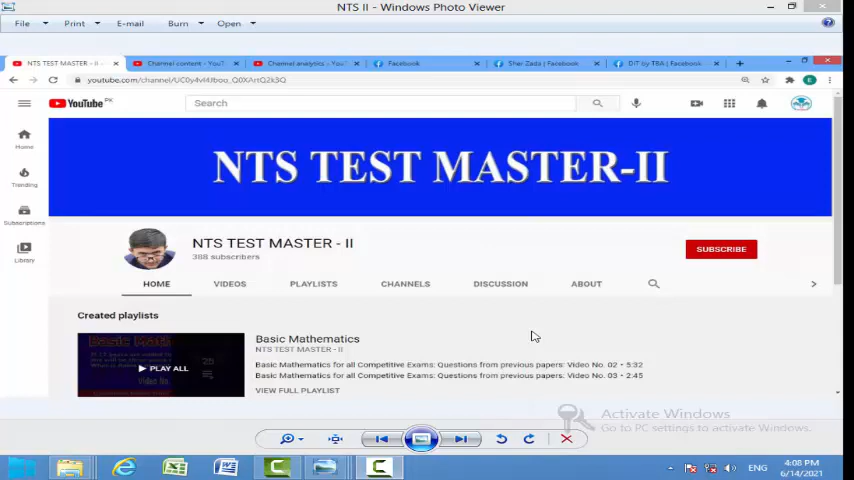 NTS II - Windows Photo Viewer
File Print E-mail Burn Open
NTS TEST MASTER - II - Channel content - YouT Channel analytics - YouT Facebook Sher Zada | Facebook DIT by TBA | Facebook
YouTube PK Search
NTS TEST MASTER-II
Home
Trending
Subscriptions
Library
NTS TEST MASTER - II
388 subscribers
SUBSCRIBE
HOME VIDEOS PLAYLISTS CHANNELS DISCUSSION ABOUT
Created playlists
PLAY ALL
Basic Mathematics
NTS TEST MASTER - II
Basic Mathematics for all Competitive Exams: Questions from previous papers: Video No. 02 • 5:32
Basic Mathematics for all Competitive Exams: Questions from previous papers: Video No. 03 • 2:45
VIEW FULL PLAYLIST
Activate Windows
Go to PC settings to activate Windows.
ENG
4:08 PM
6/14/2021